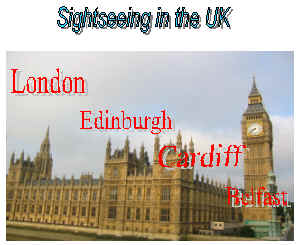 Sightseeing in the UK
London
Edinburgh
Cardiff
Belfast